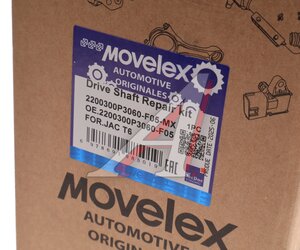 MOVELEX
AUTOMOTIVE
ORIGINALES
Drive Shaft Repair Kit
2200300P3060-F05-MX 1PC
OE.2200300P3060-F05
FOR.JAC T6
MOVELEX
AUTOMOTIVE
ORIGINALES